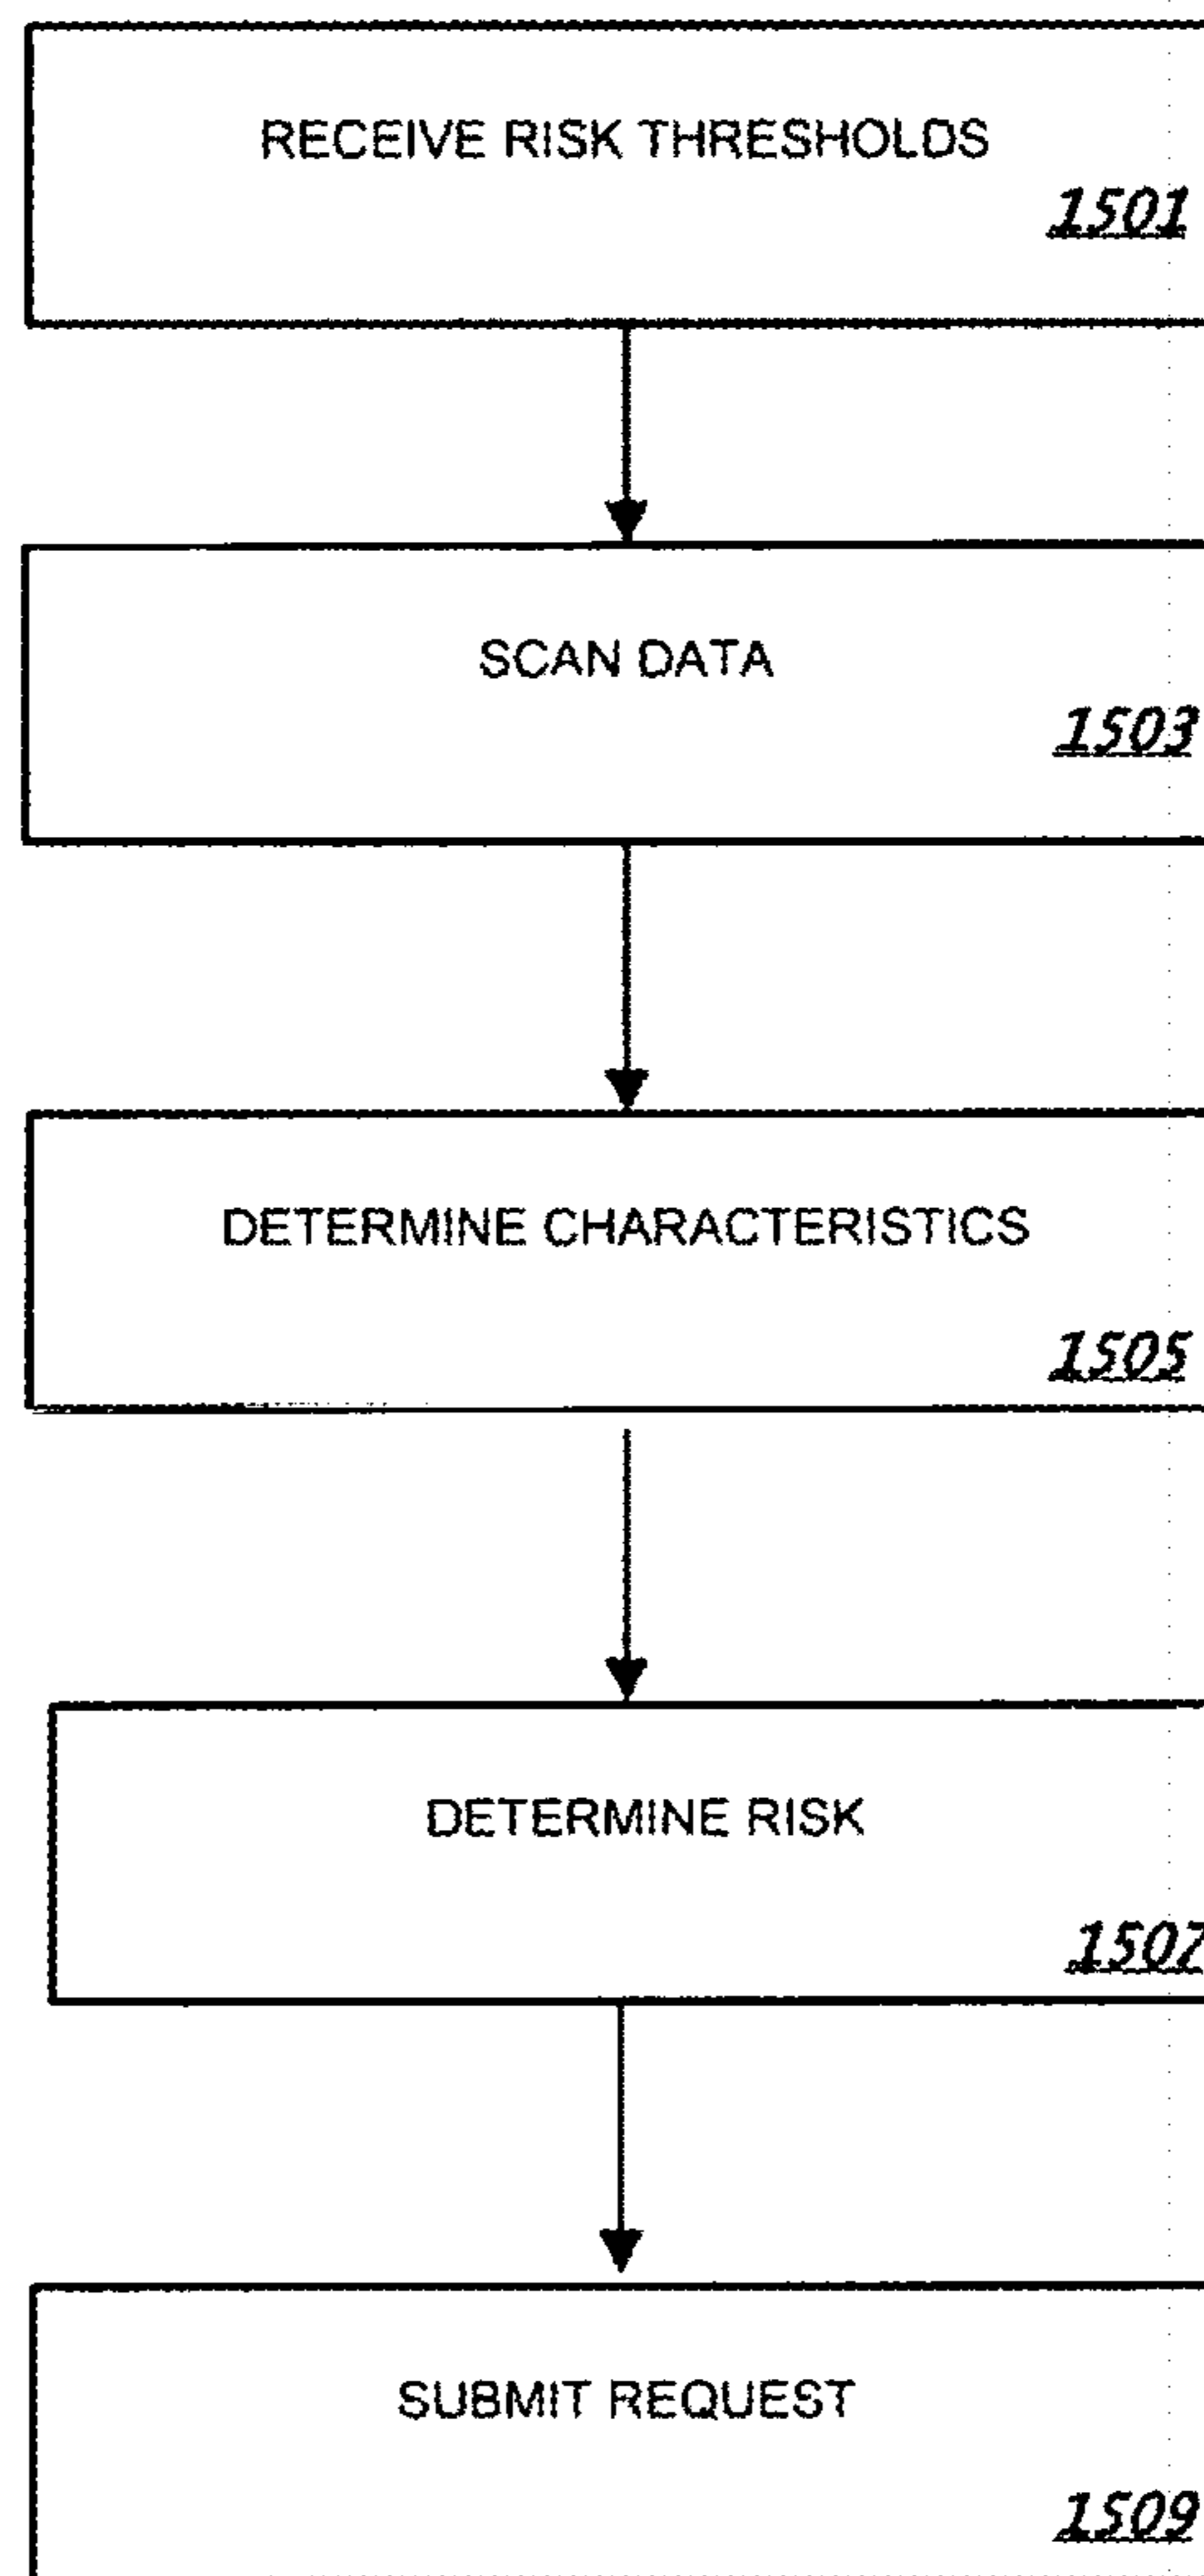 RECEIVE RISK THRESHOLDS
1501
SCAN DATA
1503
DETERMINE CHARACTERISTICS
1505
DETERMINE RISK
1507
SUBMIT REQUEST
1509